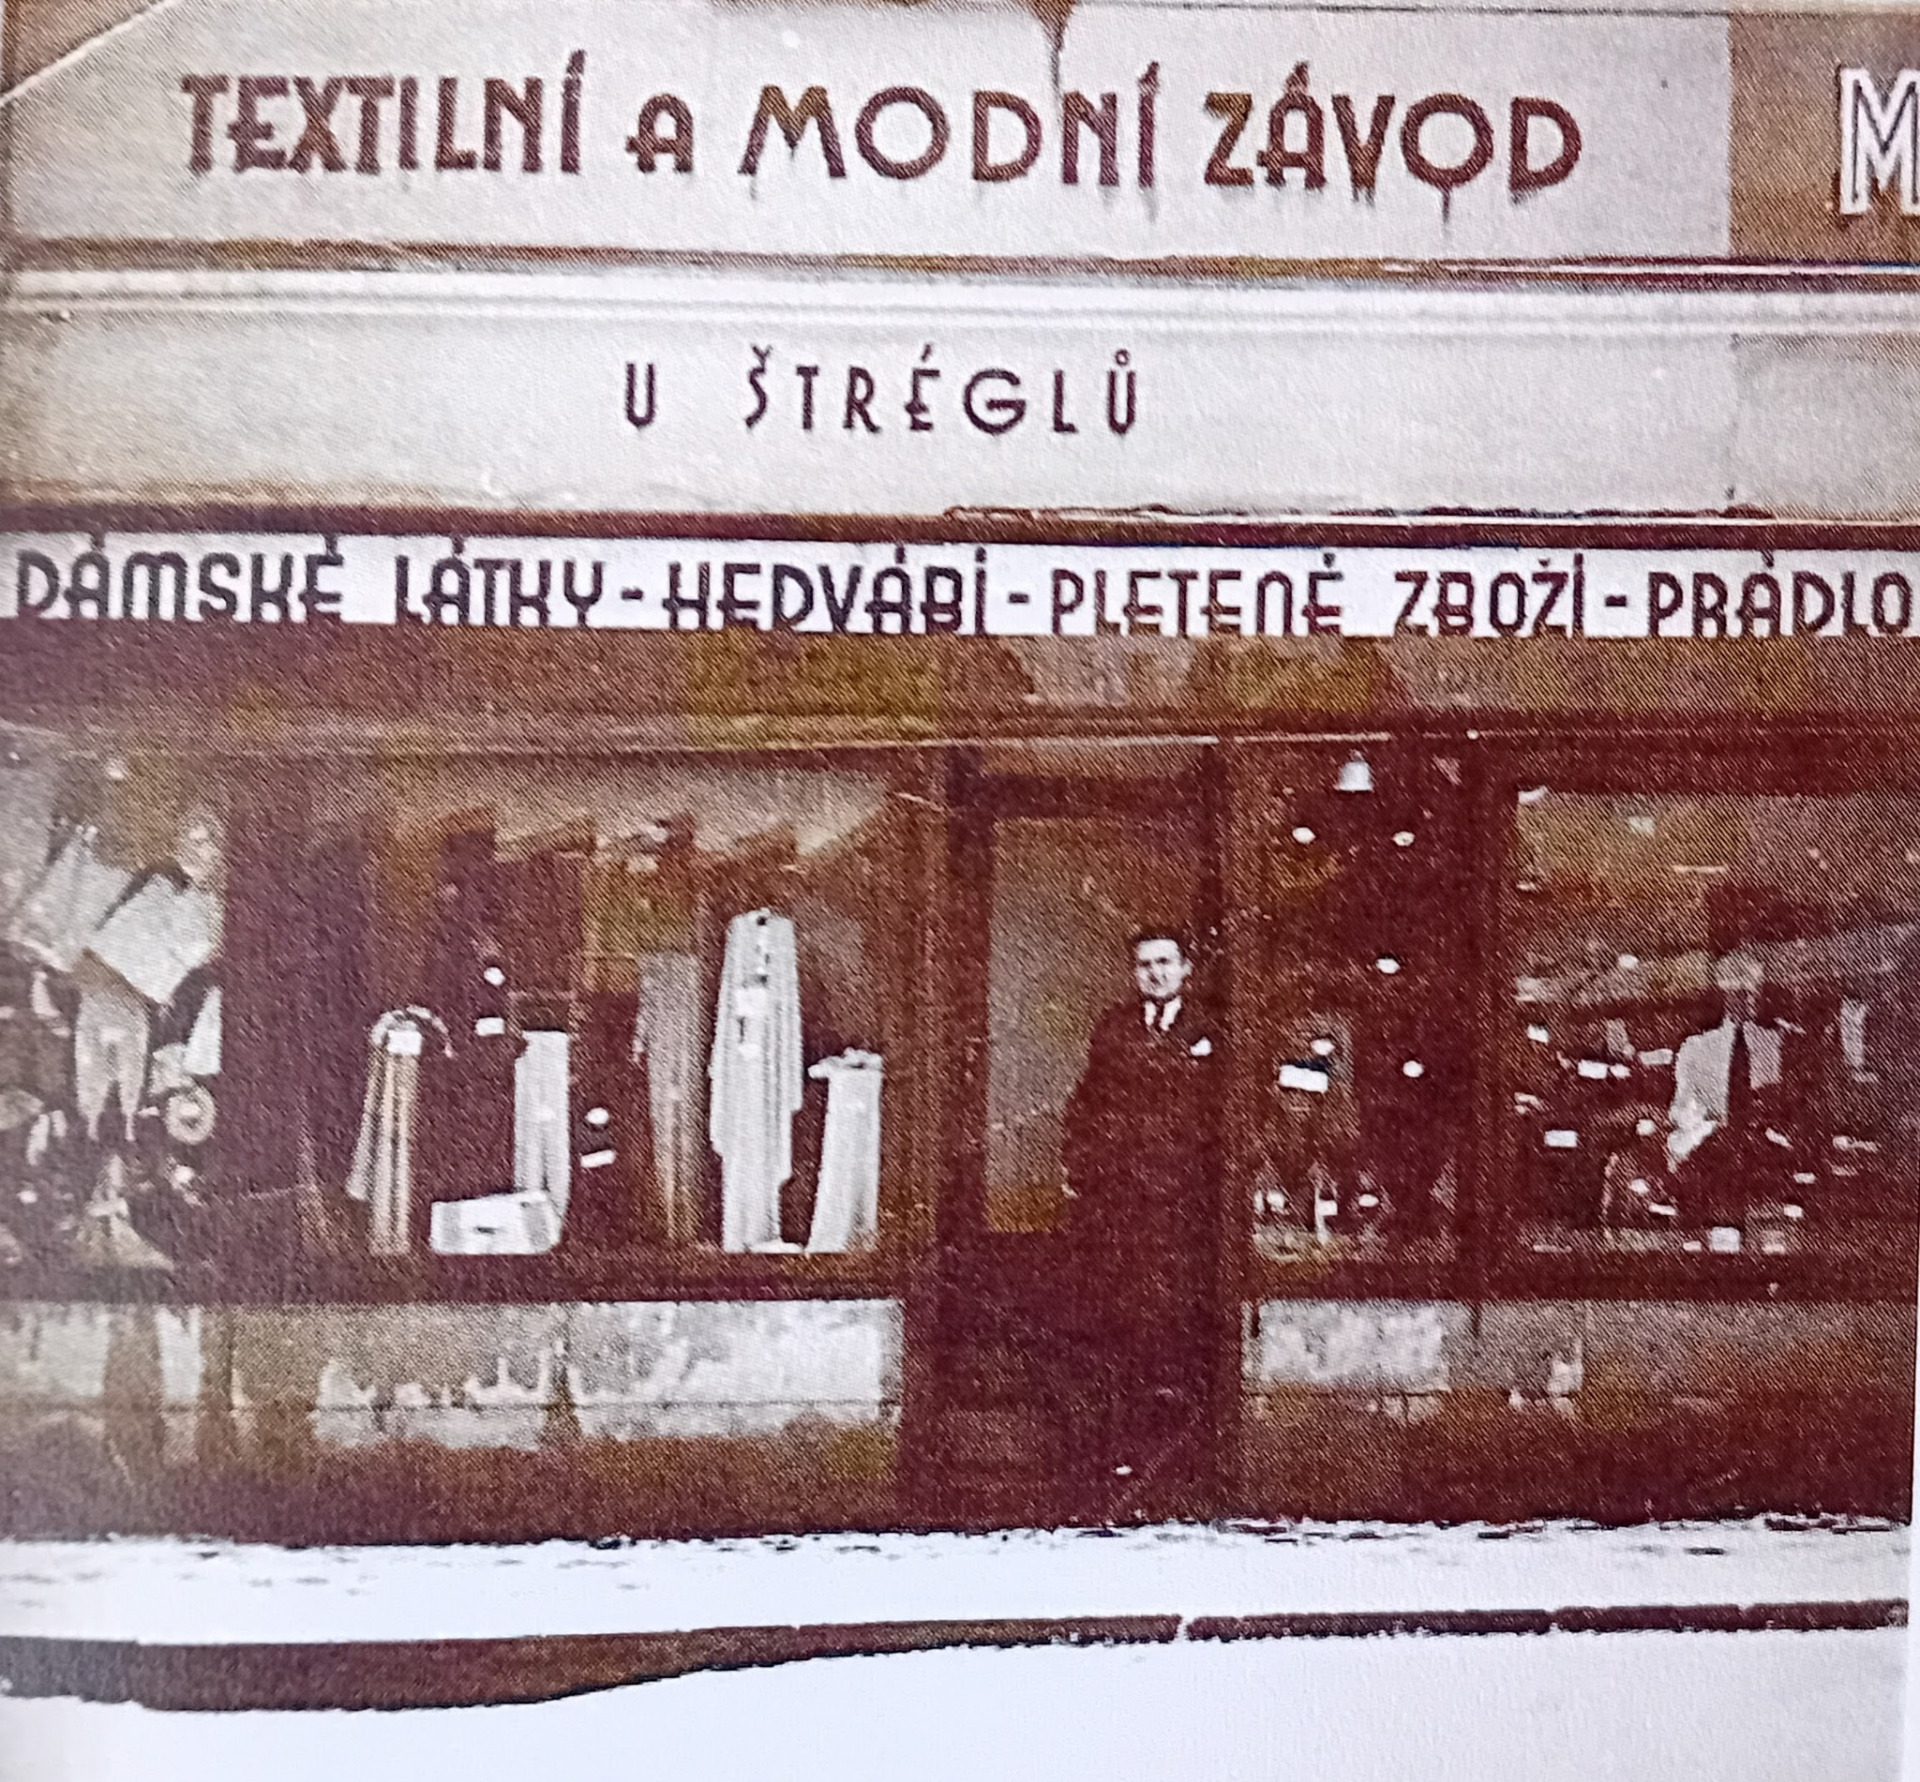 TEXTILNÍ A MODNÍ ZÁVOD M
U ŠTRÉGLŮ
DÁMSKÉ LÁTKY - HEDVÁBÍ - PLETENÉ ZBOŽÍ - PRÁDLO